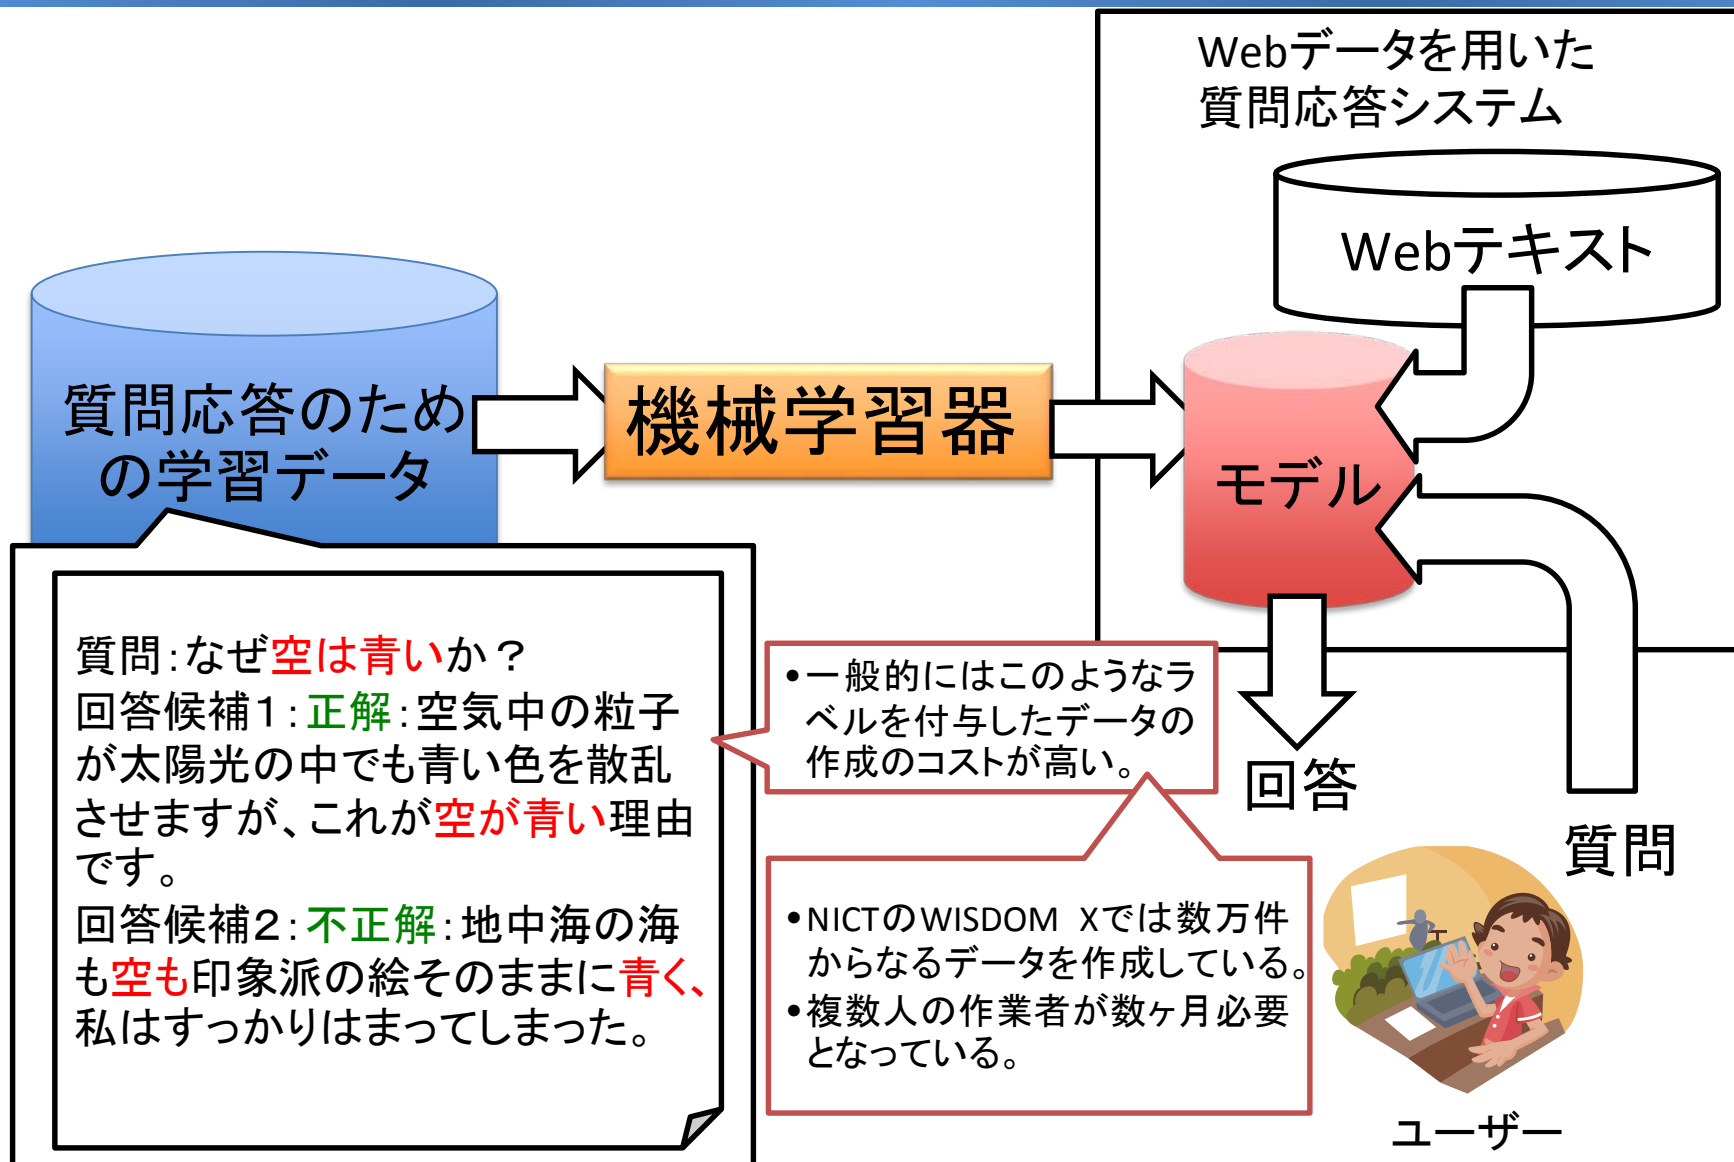 Webデータを用いた
質問応答システム
Webテキスト
質問応答のため
の学習データ
機械学習器
モデル
質問:なぜ空は青いか？
回答候補１:正解:空気中の粒子
が太陽光の中でも青い色を散乱
させますが、これが空が青い理由
です。
回答候補２:不正解:地中海の海
も空も印象派の絵そのままに青く、
私はすっかりはまってしまった。
•一般的にはこのようなラ
ベルを付与したデータの
作成のコストが高い。
•NICTのWISDOM Xでは数万件
からなるデータを作成している。
•複数人の作業者が数ヶ月必要
となっている。
回答
質問
ユーザー